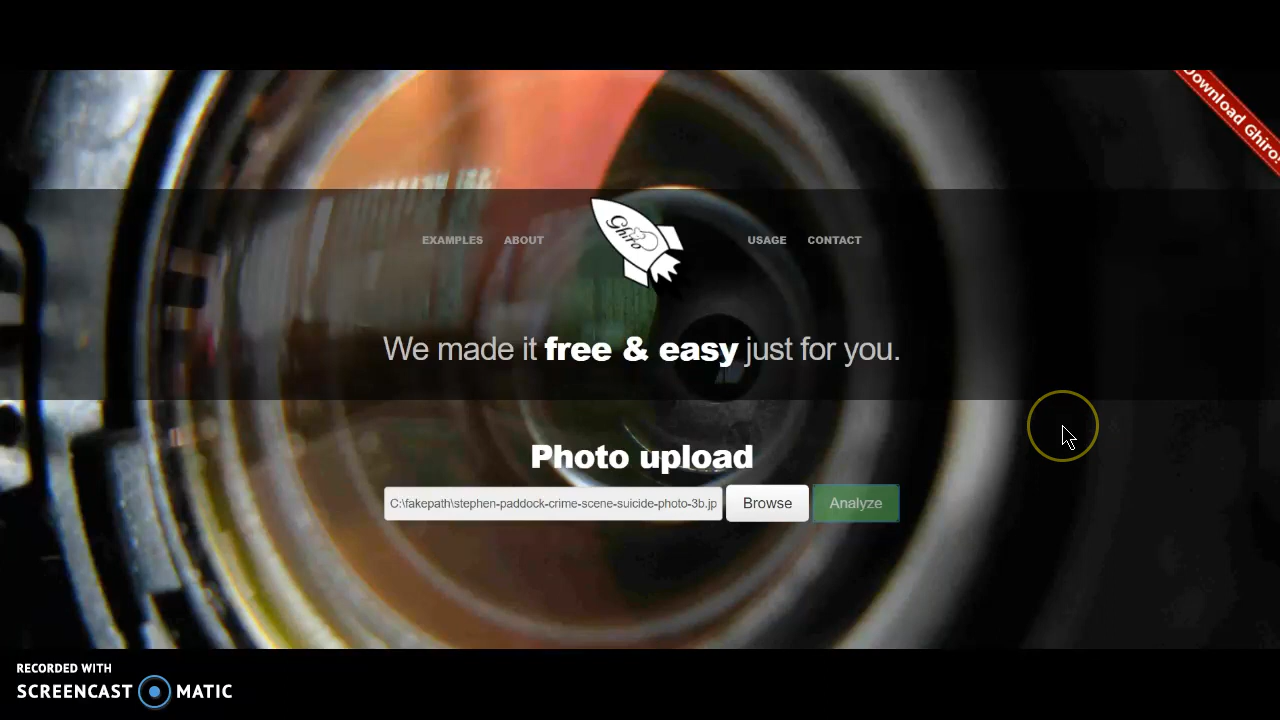 Download Ghiro!
Ghiro
EXAMPLES ABOUT USAGE CONTACT
We made it free & easy just for you.
Photo upload
C:\fakepath\stephen-paddock-crime-scene-suicide-photo-3b.jp Browse Analyze
RECORDED WITH
SCREENCAST MATIC